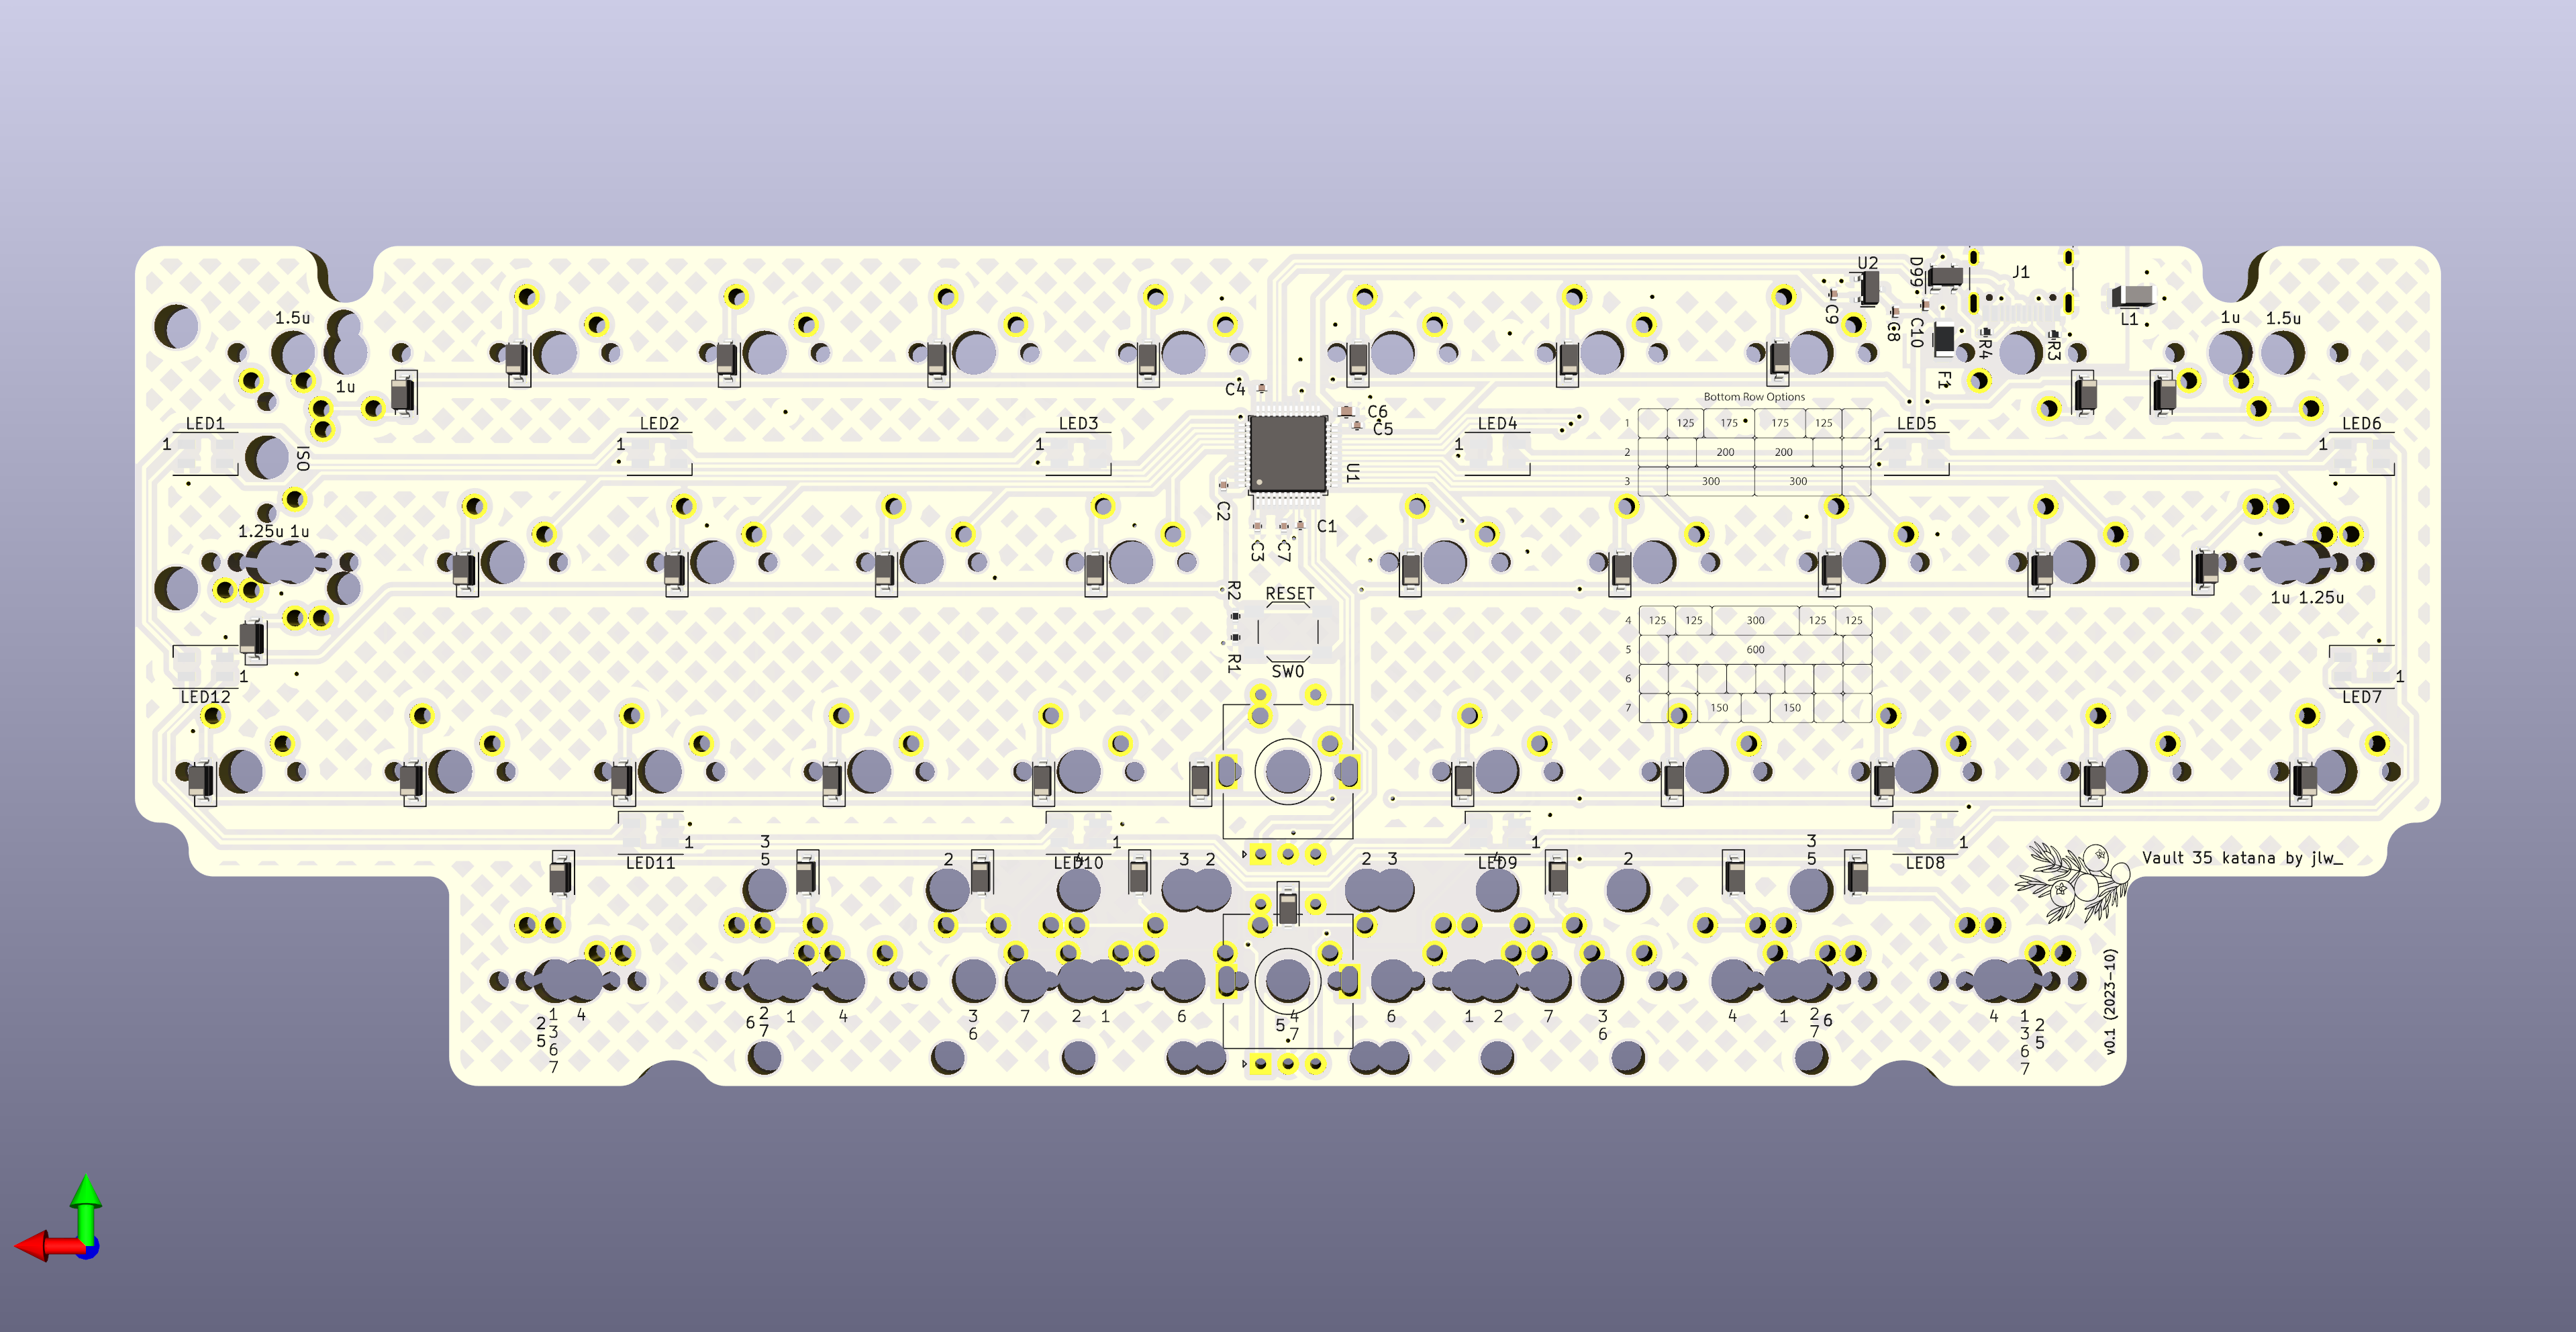 U2
D99
J1
C9
C8
C10
L1
1.5u
1u
1u
1.5u
R4
R3
F1
C4
C6
C5
Bottom Row Options
1 125 175 175 125
2 200 200
3 300 300
LED1
1
ISO
LED2
1
LED3
1
U1
LED4
1
LED5
1
LED6
1
C2
C3
C7
C1
1.25u 1u
1u 1.25u
R2
RESET
R1
SW0
4 125 125 300 125 125
5 600
6
7 150 150
LED12
1
LED7
1
LED11
1
LED10
1
LED9
1
LED8
1
Vault 35 katana by jlw_
3
5
2
4
3 2
2 3
4
2
3
5
1
2
3
5
6
7
4
2
6
7
1
4
3
6
7
2
1
6
5
4
7
6
1
2
7
3
6
4
1
2
6
7
4
1
2
3
5
6
7
v0.1 (2023-10)